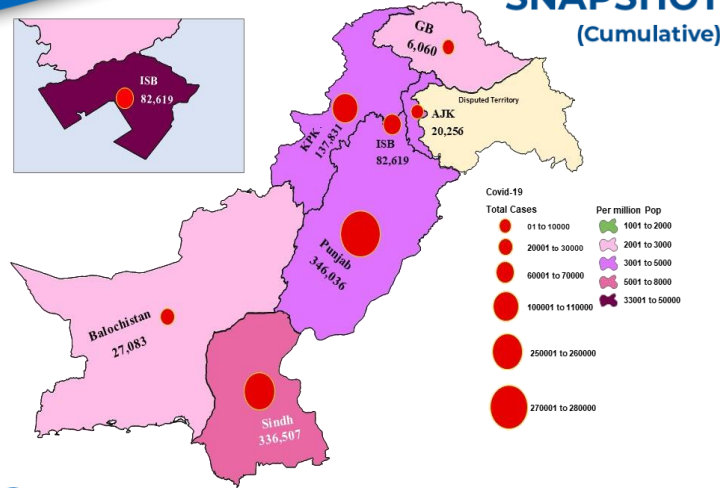 SNAPSHOT
(Cumulative)
ISB
82,619
GB
6,060
Disputed Territory
AJK
20,256
KPK
137,831
ISB
82,619
Punjab
346,036
Balochistan
27,083
Sindh
336,507
Covid-19
Total Cases
01 to 10000
20001 to 30000
60001 to 70000
100001 to 110000
250001 to 260000
270001 to 280000
Per million Pop
1001 to 2000
2001 to 3000
3001 to 5000
5001 to 8000
33001 to 50000